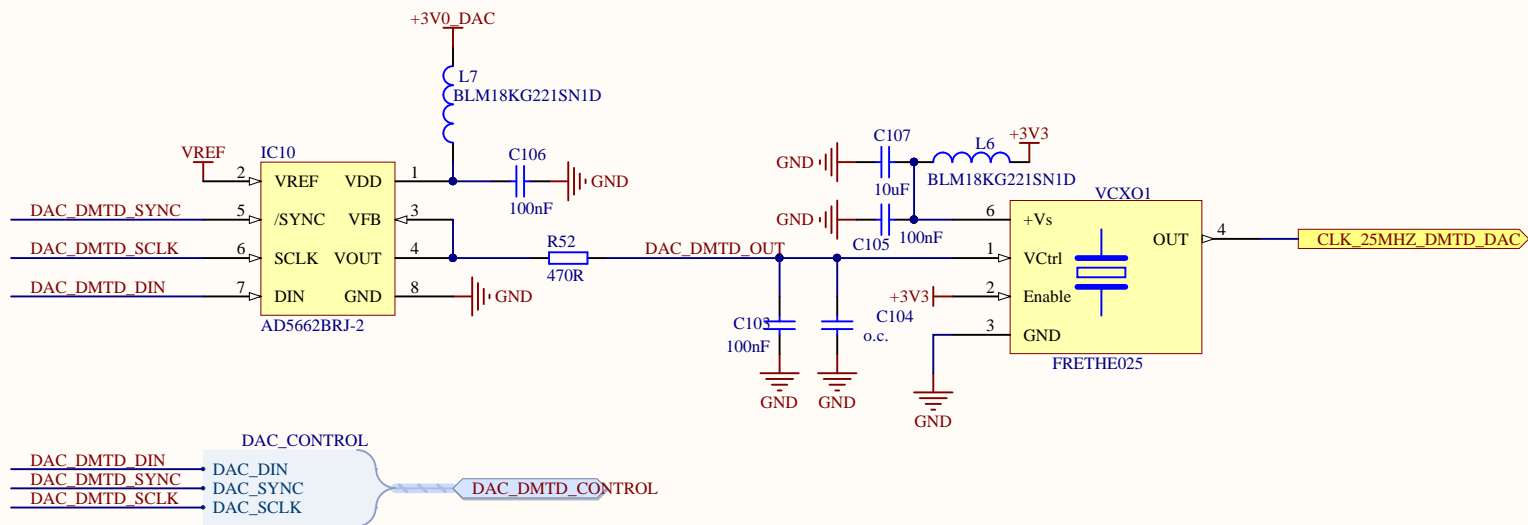 +3V0_DAC
L7
BLM18KG221SN1D
VREF
IC10
C106
100nF
GND
2
VREF
VDD
1
DAC_DMTD_SYNC
5
/SYNC
VFB
3
DAC_DMTD_SCLK
6
SCLK
VOUT
4
R52
470R
DAC_DMTD_OUT
DAC_DMTD_DIN
7
DIN
GND
8
GND
AD5662BRJ-2
C107
10uF
GND
L6
+3V3
BLM18KG221SN1D
GND
C105
100nF
VCXO1
6
+Vs
1
VCtrl
OUT
4
CLK_25MHZ_DMTD_DAC
+3V3
2
Enable
3
GND
FRETHE025
C103
100nF
C104
o.c.
GND
GND
GND
DAC_CONTROL
DAC_DMTD_DIN
DAC_DIN
DAC_DMTD_SYNC
DAC_SYNC
DAC_DMTD_SCLK
DAC_SCLK
DAC_DMTD_CONTROL